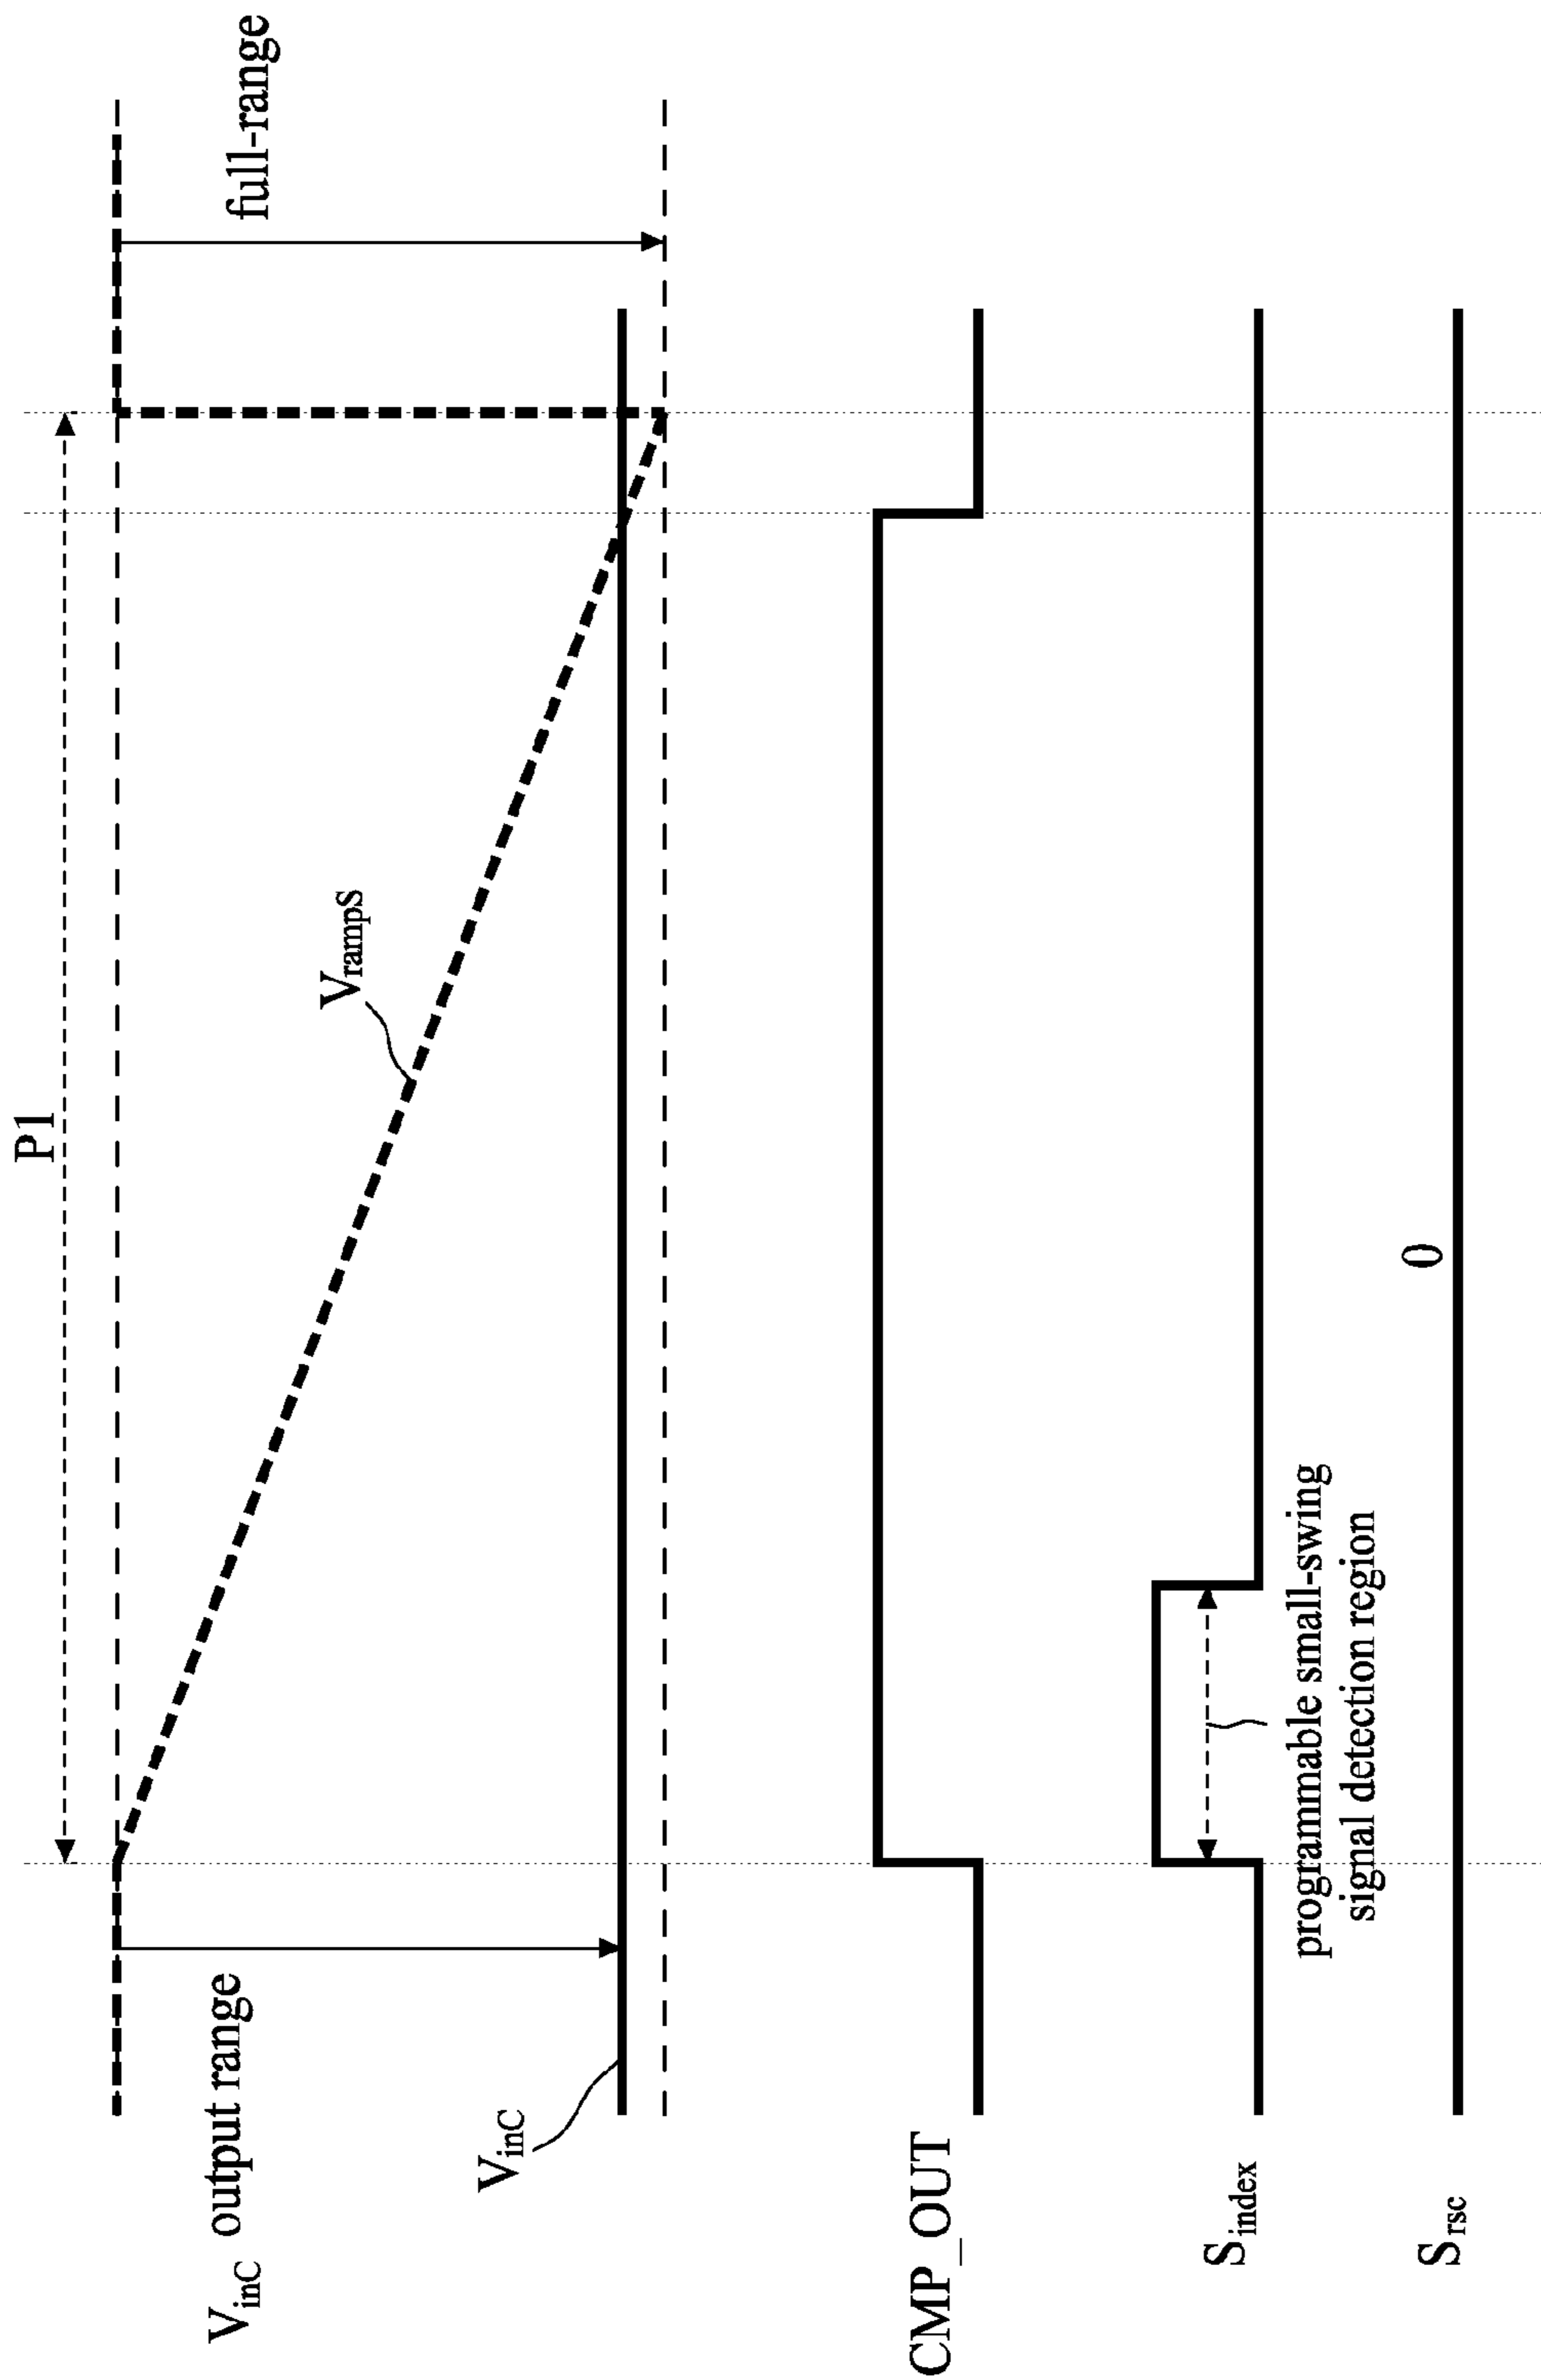 P1
full-range
V_rampS
V_inC output range
V_inC
CMP_OUT
S_index
programmable small-swing
signal detection region
0
S_rsc